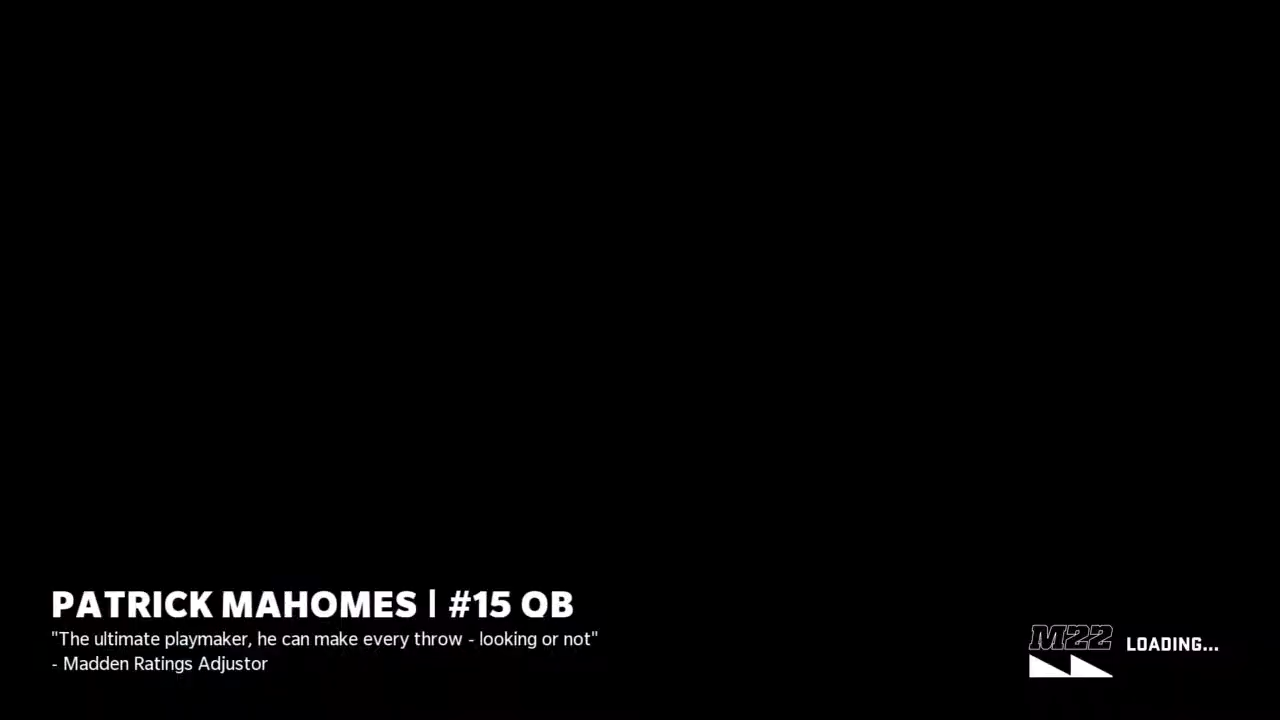 PATRICK MAHOMES | #15 QB
"The ultimate playmaker, he can make every throw - looking or not"
- Madden Ratings Adjustor
M22
LOADING...